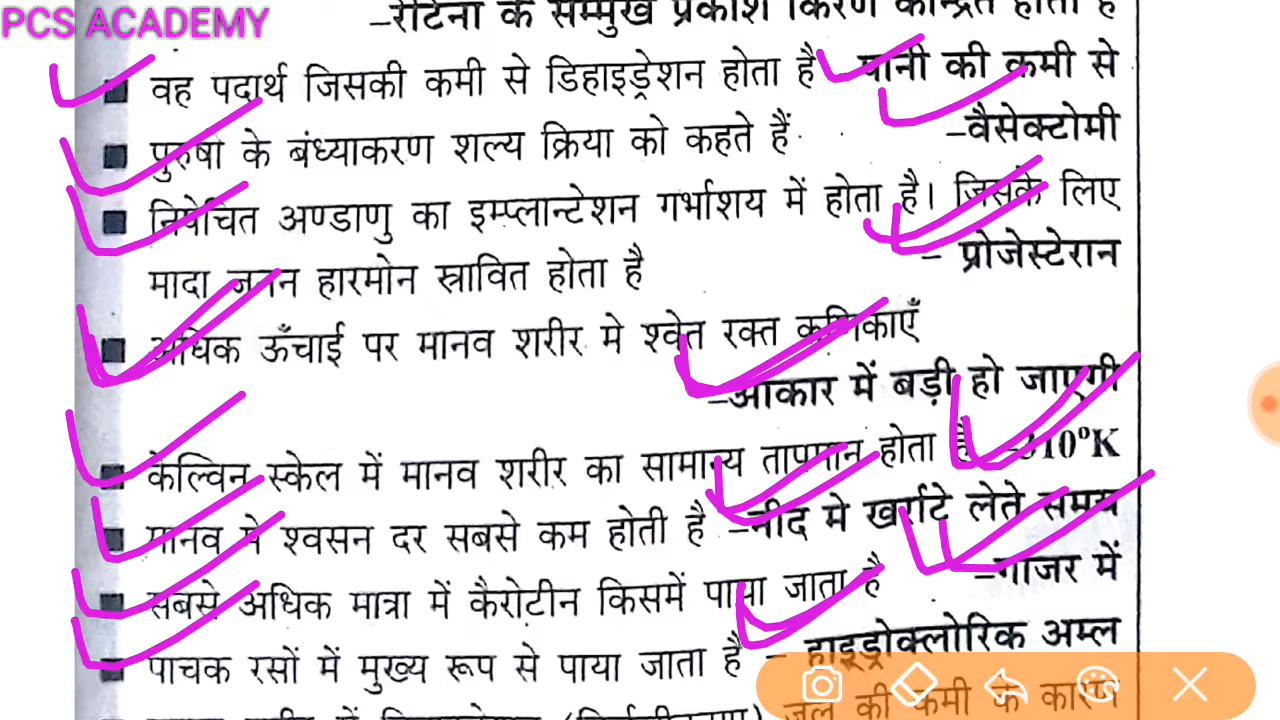 PCS ACADEMY
–रेटिना के सम्मुख प्रकाश किरण केन्द्रित होता है
वह पदार्थ जिसकी कमी से डिहाइड्रेशन होता है –पानी की कमी से
पुरुषों के बंध्याकरण शल्य क्रिया को कहते हैं –वैसेक्टोमी
निषेचित अण्डाणु का इम्प्लान्टेशन गर्भाशय में होता है। जिसके लिए
मादा जनन हारमोन स्रावित होता है – प्रोजेस्टेरान
अधिक ऊँचाई पर मानव शरीर मे श्वेत रक्त कणिकाएँ
–आकार में बड़ी हो जाएगी
केल्विन स्केल में मानव शरीर का सामान्य तापमान होता है –310°K
मानव मे श्वसन दर सबसे कम होती है –नींद मे खर्राटे लेते समय
सबसे अधिक मात्रा में कैरोटीन किसमें पाया जाता है –गाजर में
पाचक रसों में मुख्य रूप से पाया जाता है – हाइड्रोक्लोरिक अम्ल
जल की कमी के कारण